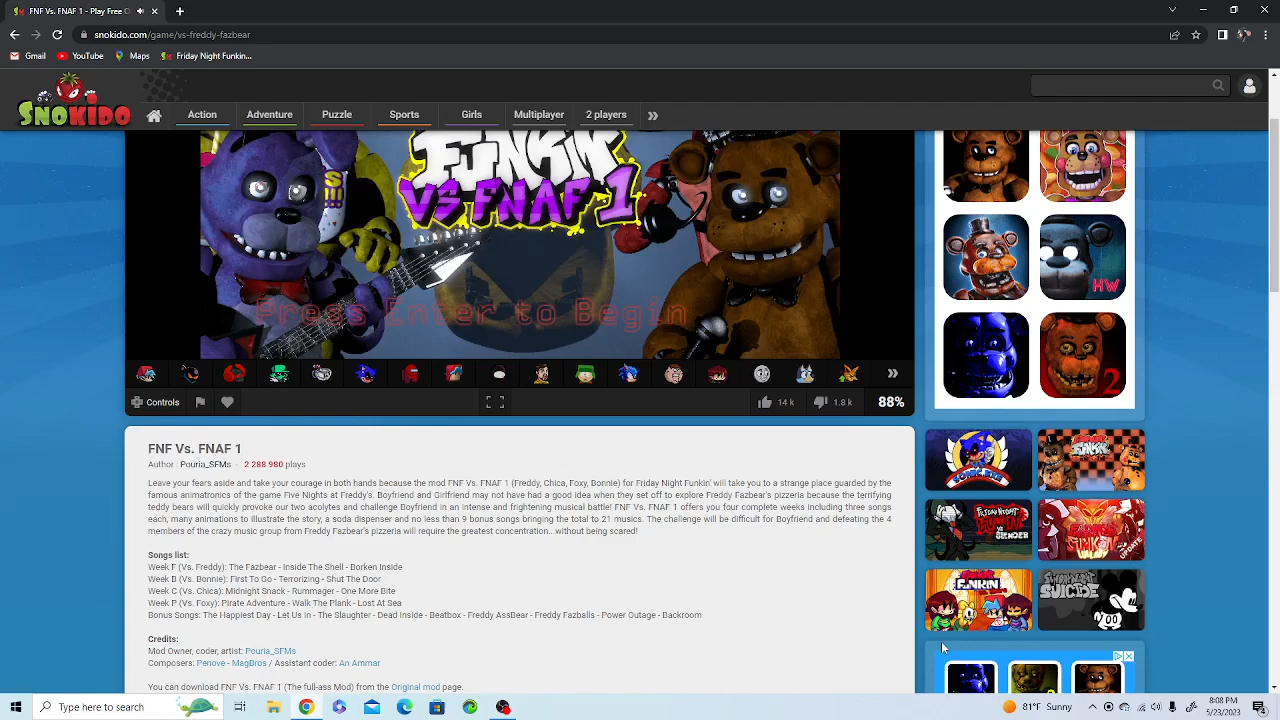 FNF Vs. FNAF 1 - Play Free
snokido.com/game/vs-freddy-fazbear
Gmail YouTube Maps Friday Night Funkin...
SNOKIDO
Action Adventure Puzzle Sports Girls Multiplayer 2 players
FUNKIN
VS FNAF 1
Press Enter to Begin
HW
2
Controls 14 k 1.8 k 88%
FNF Vs. FNAF 1
Author : Pouria_SFMs - 2 288 980 plays
Leave your fears aside and take your courage in both hands because the mod FNF Vs. FNAF 1 (Freddy, Chica, Foxy, Bonnie) for Friday Night Funkin' will take you to a strange place guarded by the
famous animatronics of the game Five Nights at Freddy's. Boyfriend and Girlfriend may not have had a good idea when they set off to explore Freddy Fazbear's pizzeria because the terrifying
teddy bears will quickly provoke our two acolytes and challenge Boyfriend in an intense and frightening musical battle! FNF Vs. FNAF 1 offers you four complete weeks including three songs
each, many animations to illustrate the story, a soda dispenser and no less than 9 bonus songs bringing the total to 21 musics. The challenge will be difficult for Boyfriend and defeating the 4
members of the crazy music group from Freddy Fazbear's pizzeria will require the greatest concentration...without being scared!
Songs list:
Week F (Vs. Freddy): The Fazbear - Inside The Shell - Borken Inside
Week B (Vs. Bonnie): First To Go - Terrorizing - Shut The Door
Week C (Vs. Chica): Midnight Snack - Rummager - One More Bite
Week P (Vs. Foxy): Pirate Adventure - Walk The Plank - Lost At Sea
Bonus Songs: The Happiest Day - Let Us In - The Slaughter - Dead Inside - Beatbox - Freddy AssBear - Freddy Fazballs - Power Outage - Backroom
Credits:
Mod Owner, coder, artist: Pouria_SFMs
Composers: Penove - MagBros / Assistant coder: An Ammar
You can download FNF Vs. FNAF 1 (The full-ass Mod) from the Original mod page.
Type here to search
81°F Sunny
8:08 PM
5/23/2023